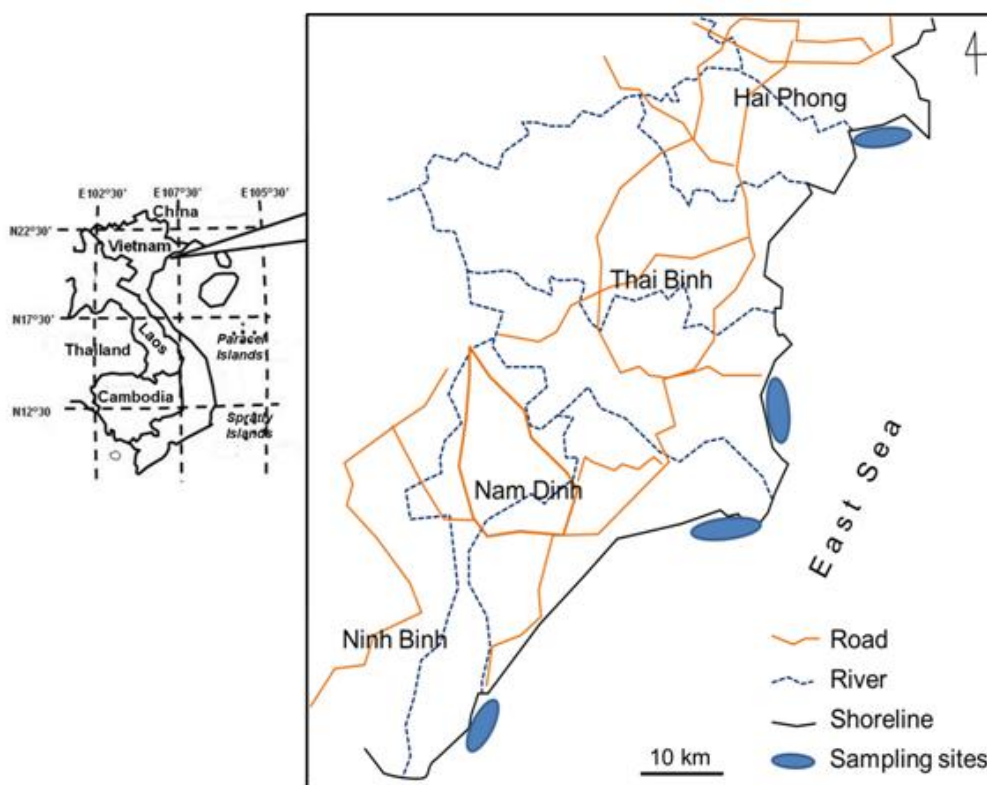 E102°30' E107°30' E105°30'
China
N22°30'
Vietnam
N17°30'
Laos
Paracel
Islands
Thailand
Cambodia
N12°30
Spratly
Islands
4
Hai Phong
Thai Binh
Nam Dinh
Ninh Binh
East Sea
Road
River
Shoreline
Sampling sites
10 km